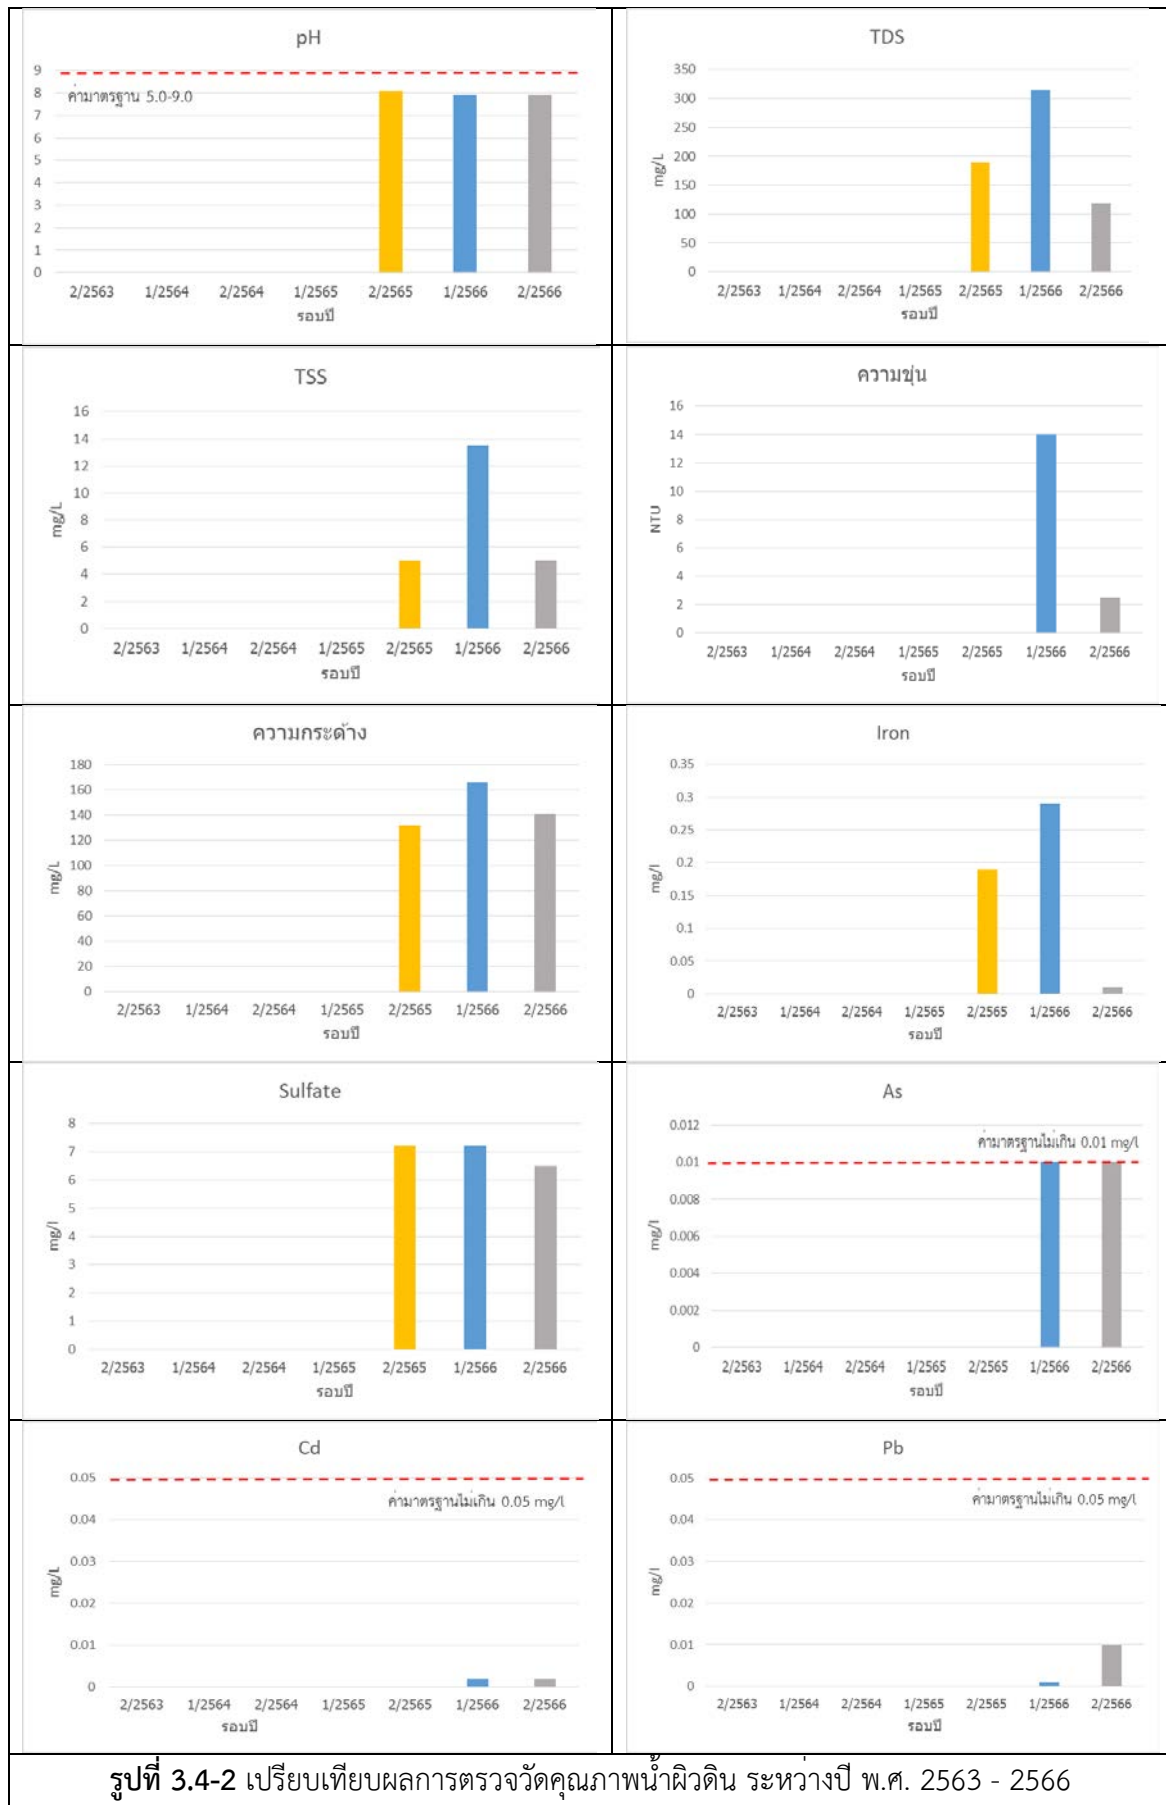 pH
9
8
7
6
5
4
3
2
1
0
ค่ามาตรฐาน 5.0-9.0
2/2563 1/2564 2/2564 1/2565 2/2565 1/2566 2/2566
รอบปี
TDS
mg/L
350
300
250
200
150
100
50
0
2/2563 1/2564 2/2564 1/2565 2/2565 1/2566 2/2566
รอบปี
TSS
mg/L
16
14
12
10
8
6
4
2
0
2/2563 1/2564 2/2564 1/2565 2/2565 1/2566 2/2566
รอบปี
ความขุ่น
NTU
16
14
12
10
8
6
4
2
0
2/2563 1/2564 2/2564 1/2565 2/2565 1/2566 2/2566
รอบปี
ความกระด้าง
mg/L
180
160
140
120
100
80
60
40
20
0
2/2563 1/2564 2/2564 1/2565 2/2565 1/2566 2/2566
รอบปี
Iron
mg/l
0.35
0.3
0.25
0.2
0.15
0.1
0.05
0
2/2563 1/2564 2/2564 1/2565 2/2565 1/2566 2/2566
รอบปี
Sulfate
mg/l
8
7
6
5
4
3
2
1
0
2/2563 1/2564 2/2564 1/2565 2/2565 1/2566 2/2566
รอบปี
As
mg/l
0.012
0.01
0.008
0.006
0.004
0.002
0
ค่ามาตรฐานไม่เกิน 0.01 mg/l
2/2563 1/2564 2/2564 1/2565 2/2565 1/2566 2/2566
รอบปี
Cd
mg/L
0.05
0.04
0.03
0.02
0.01
0
ค่ามาตรฐานไม่เกิน 0.05 mg/l
2/2563 1/2564 2/2564 1/2565 2/2565 1/2566 2/2566
รอบปี
Pb
mg/l
0.05
0.04
0.03
0.02
0.01
0
ค่ามาตรฐานไม่เกิน 0.05 mg/l
2/2563 1/2564 2/2564 1/2565 2/2565 1/2566 2/2566
รอบปี
รูปที่ 3.4-2 เปรียบเทียบผลการตรวจวัดคุณภาพน้ำผิวดิน ระหว่างปี พ.ศ. 2563 - 2566